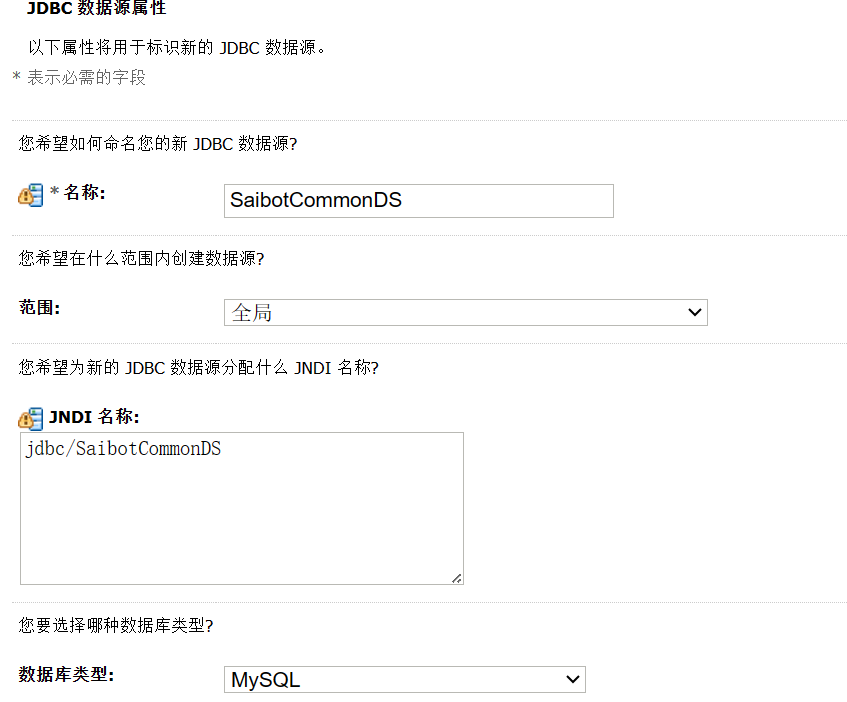 JDBC 数据源属性
以下属性将用于标识新的 JDBC 数据源。
* 表示必需的字段
您希望如何命名您的新 JDBC 数据源?
* 名称:
SaibotCommonDS
您希望在什么范围内创建数据源?
范围:
全局
您希望为新的 JDBC 数据源分配什么 JNDI 名称?
JNDI 名称:
jdbc/SaibotCommonDS
您要选择哪种数据库类型?
数据库类型:
MySQL